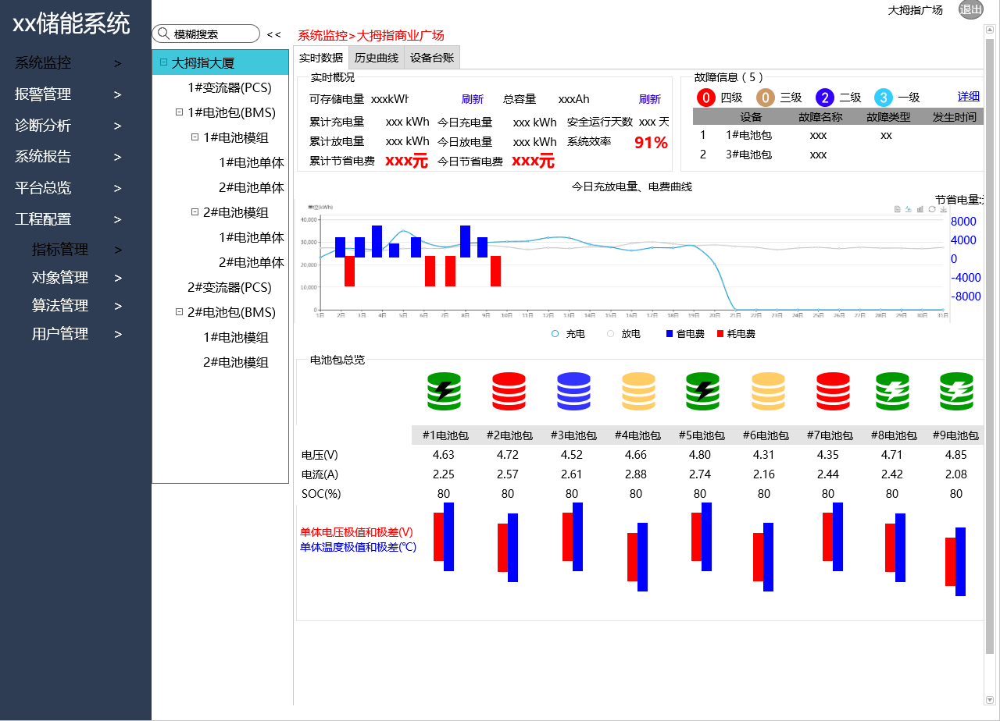 xx储能系统
系统监控 >
报警管理 >
诊断分析 >
系统报告 >
平台总览 >
工程配置 >
指标管理 >
对象管理 >
算法管理 >
用户管理 >
大拇指广场 退出
模糊搜索 <<
大拇指大厦
1#变流器(PCS)
1#电池包(BMS)
1#电池模组
1#电池单体
2#电池单体
2#电池模组
1#电池单体
2#电池单体
2#变流器(PCS)
2#电池包(BMS)
1#电池模组
2#电池模组
系统监控>大拇指商业广场
实时数据 历史曲线 设备台账
实时概况
可存储电量 xxxkWh 刷新 总容量 xxxAh 刷新
累计充电量 xxx kWh 今日充电量 xxx kWh 安全运行天数 xxx 天
累计放电量 xxx kWh 今日放电量 xxx kWh 系统效率 91%
累计节省电费 xxx元 今日节省电费 xxx元
故障信息（5）
0 四级 0 三级 2 二级 3 一级 详细
设备 故障名称 故障类型 发生时间
1 1#电池包 xxx xx
2 3#电池包 xxx
今日充放电量、电费曲线
节省电量:
单位(kWh)
40,000
30,000
20,000
10,000
0
8000
4000
0
-4000
-8000
1日 2日 3日 4日 5日 6日 7日 8日 9日 10日 11日 12日 13日 14日 15日 16日 17日 18日 19日 20日 21日 22日 23日 24日 25日 26日 27日 28日 29日 30日 31日
充电 放电 省电费 耗电费
电池包总览
#1电池包 #2电池包 #3电池包 #4电池包 #5电池包 #6电池包 #7电池包 #8电池包 #9电池包
电压(V) 4.63 4.72 4.52 4.66 4.80 4.31 4.35 4.71 4.85
电流(A) 2.25 2.57 2.61 2.88 2.74 2.16 2.44 2.42 2.08
SOC(%) 80 80 80 80 80 80 80 80 80
单体电压极值和极差(V)
单体温度极值和极差(℃)